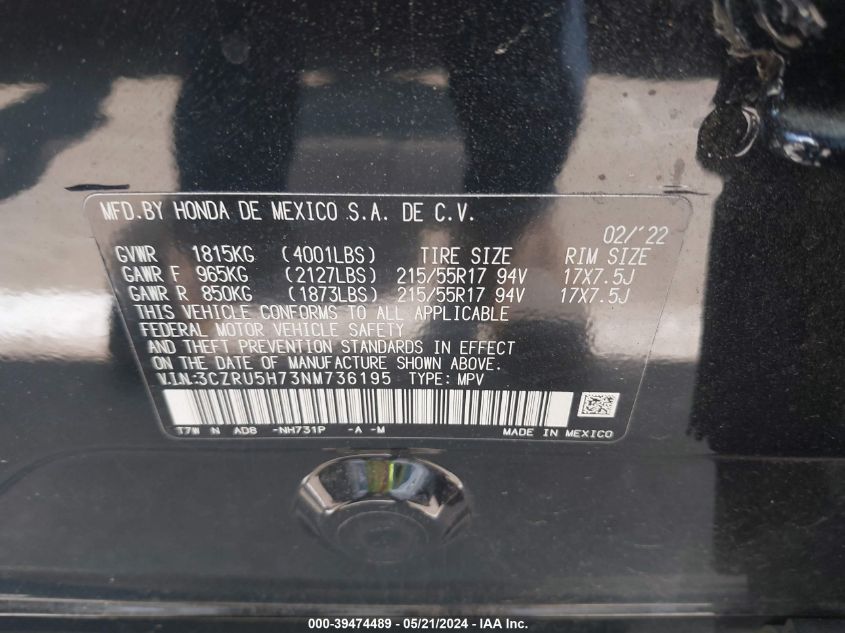 MFD.BY HONDA DE MEXICO S.A. DE C.V.
02/'22
GVWR 1815KG (4001LBS) TIRE SIZE RIM SIZE
GAWR F 965KG (2127LBS) 215/55R17 94V 17X7.5J
GAWR R 850KG (1873LBS) 215/55R17 94V 17X7.5J
THIS VEHICLE CONFORMS TO ALL APPLICABLE
FEDERAL MOTOR VEHICLE SAFETY
AND THEFT PREVENTION STANDARDS IN EFFECT
ON THE DATE OF MANUFACTURE SHOWN ABOVE.
V.I.N:3CZRU5H73NM736195 TYPE: MPV
T7W N AD8 -NH731P -A -M MADE IN MEXICO
000-39474489 - 05/21/2024 - IAA Inc.